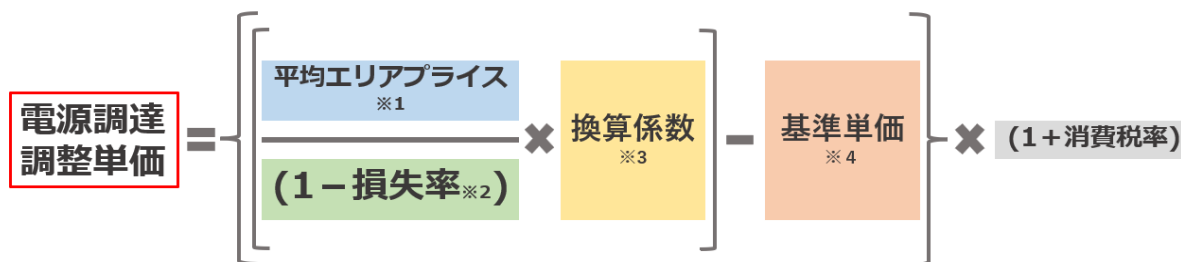 電源調達
調整単価
=
{
[
平均エリアプライス
※1
(1－損失率※2)
×
換算係数
※3
]
－
基準単価
※4
}
×
(1＋消費税率)